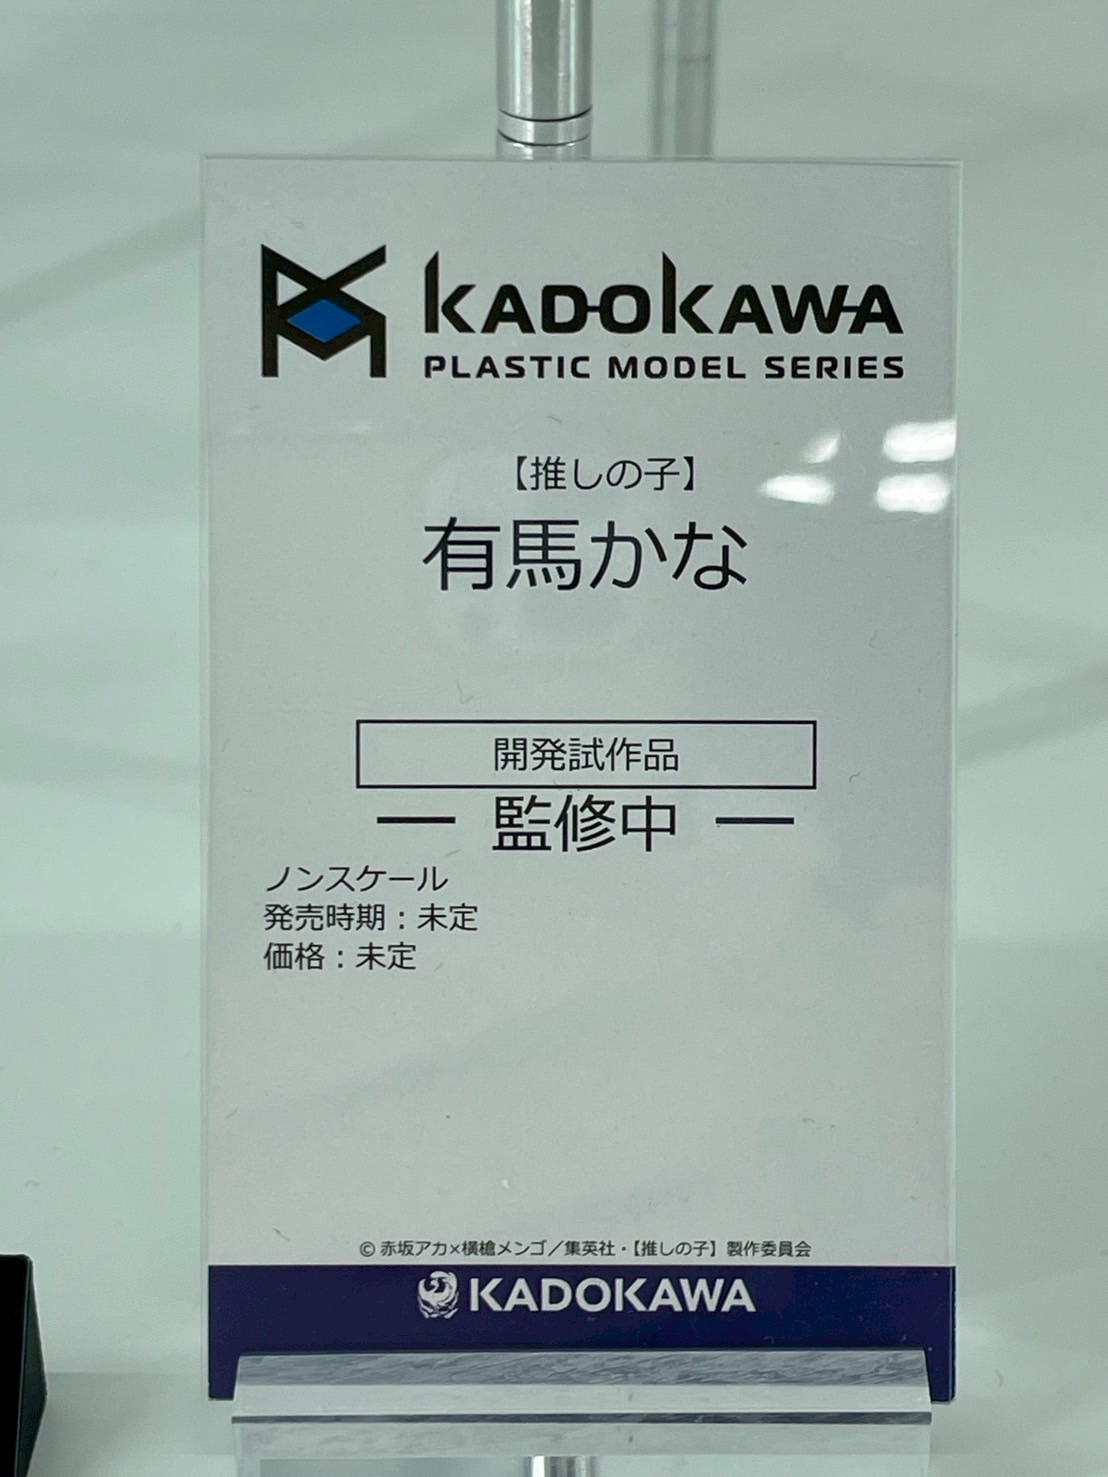 KADOKAWA
PLASTIC MODEL SERIES
【推しの子】
有馬かな
開発試作品
― 監修中 ―
ノンスケール
発売時期：未定
価格：未定
© 赤坂アカ×横槍メンゴ／集英社・【推しの子】製作委員会
KADOKAWA